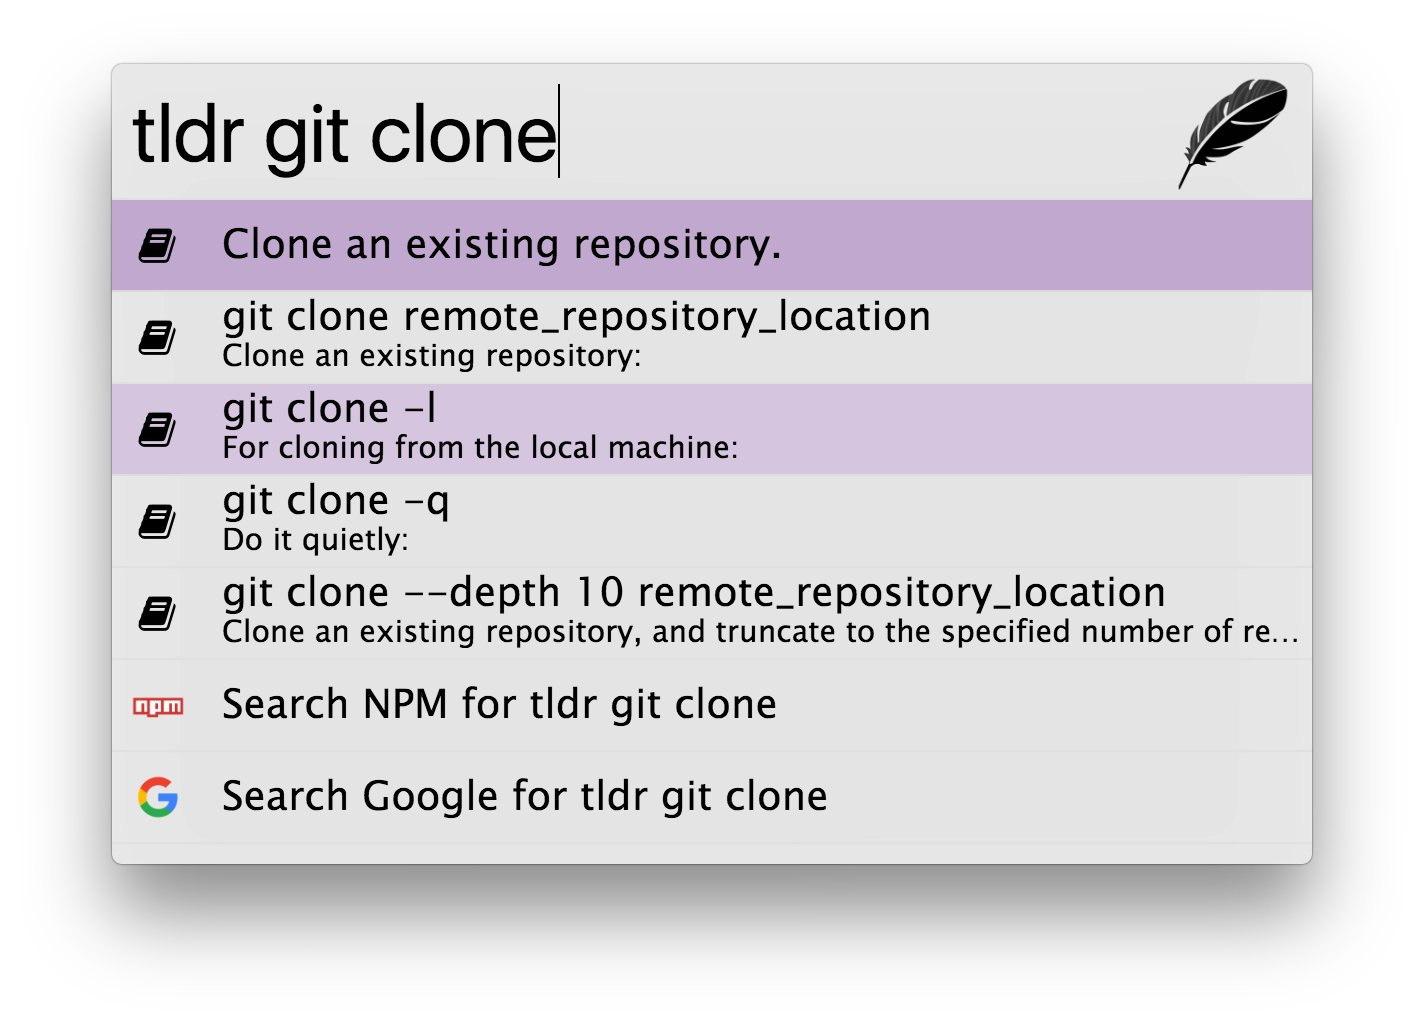 tldr git clone
Clone an existing repository.
git clone remote_repository_location
Clone an existing repository:
git clone -l
For cloning from the local machine:
git clone -q
Do it quietly:
git clone --depth 10 remote_repository_location
Clone an existing repository, and truncate to the specified number of re...
npm
Search NPM for tldr git clone
G
Search Google for tldr git clone